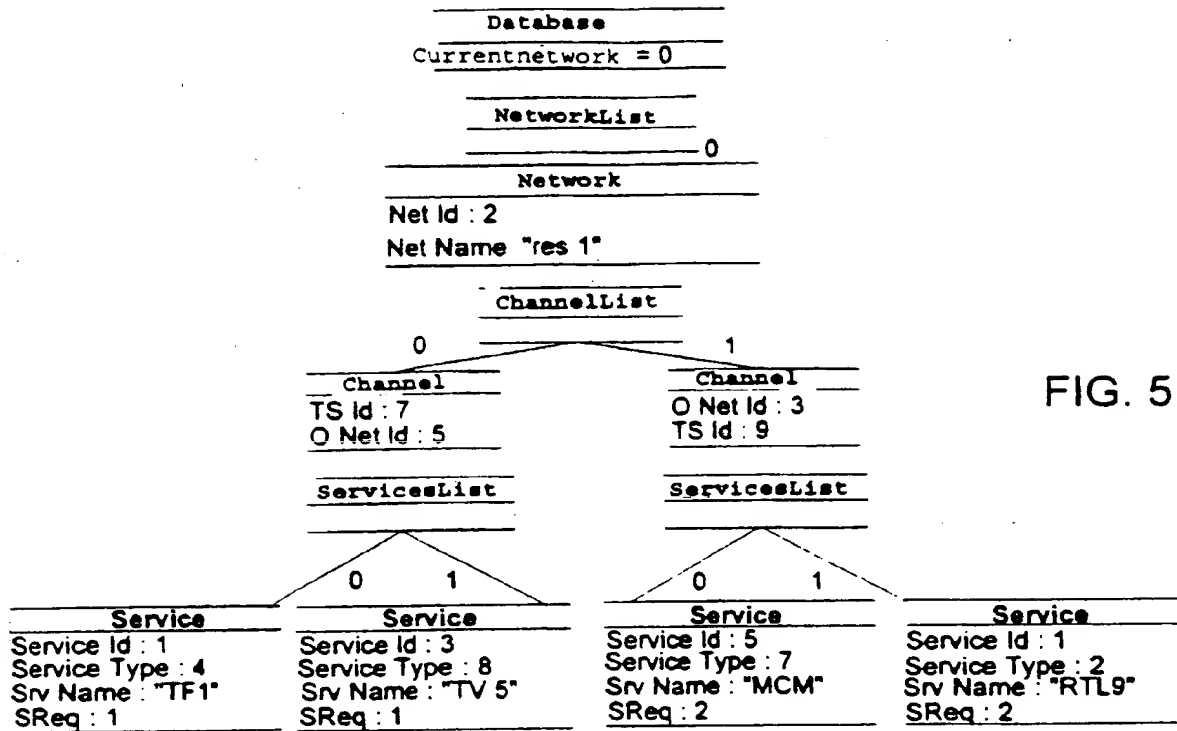 Database
Currentnetwork = 0
NetworkList
0
Network
Net Id : 2
Net Name "res 1"
ChannelList
0 1
Channel
TS Id : 7
O Net Id : 5
Channel
O Net Id : 3
TS Id : 9
FIG. 5
ServicesList
ServicesList
0 1
0 1
Service
Service Id : 1
Service Type : 4
Srv Name : "TF1"
SReq : 1
Service
Service Id : 3
Service Type : 8
Srv Name : "TV 5"
SReq : 1
Service
Service Id : 5
Service Type : 7
Srv Name : "MCM"
SReq : 2
Service
Service Id : 1
Service Type : 2
Srv Name : "RTL9"
SReq : 2